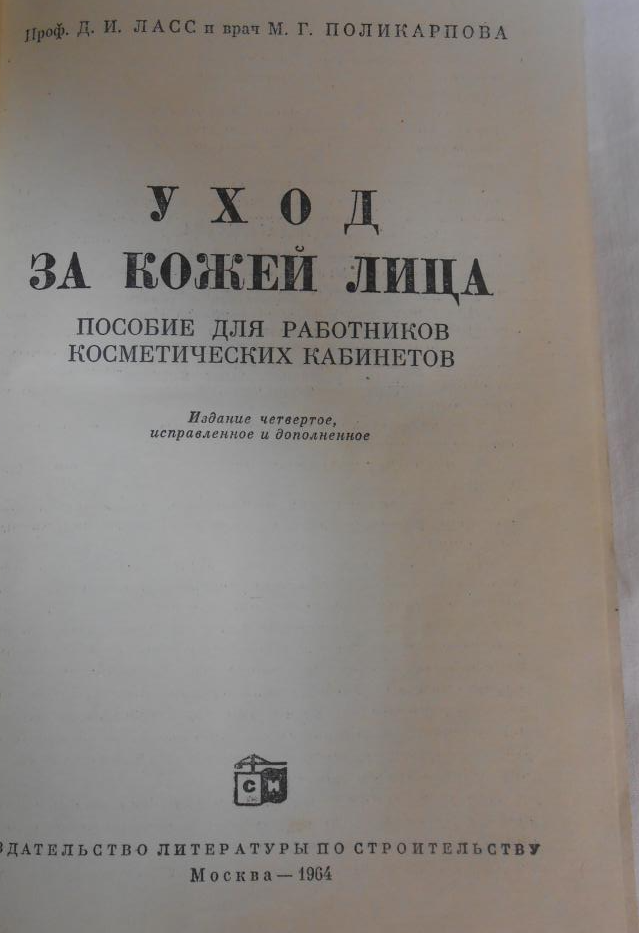 Проф. Д. И. ЛАСС и врач М. Г. ПОЛИКАРПОВА
УХОД
ЗА КОЖЕЙ ЛИЦА
ПОСОБИЕ ДЛЯ РАБОТНИКОВ
КОСМЕТИЧЕСКИХ КАБИНЕТОВ
Издание четвертое,
исправленное и дополненное
СИ
ЗДАТЕЛЬСТВО ЛИТЕРАТУРЫ ПО СТРОИТЕЛЬСТВУ
Москва — 1964